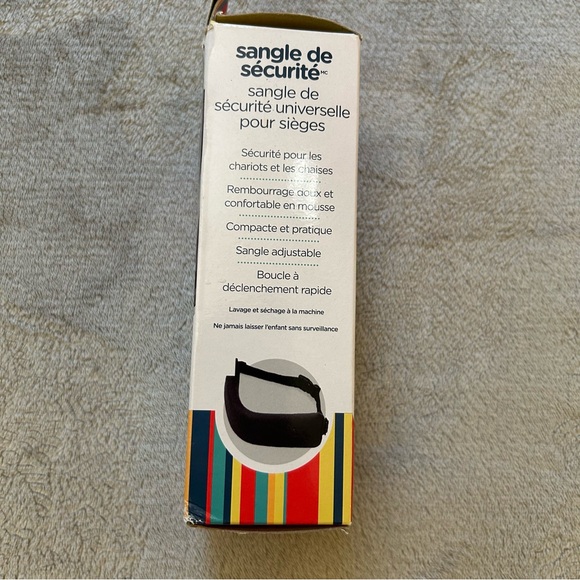 sangle de
sécurité MC
sangle de
sécurité universelle
pour sièges
Sécurité pour les
chariots et les chaises
Rembourrage doux et
confortable en mousse
Compacte et pratique
Sangle adjustable
Boucle à
déclenchement rapide
Lavage et séchage à la machine
Ne jamais laisser l'enfant sans surveillance